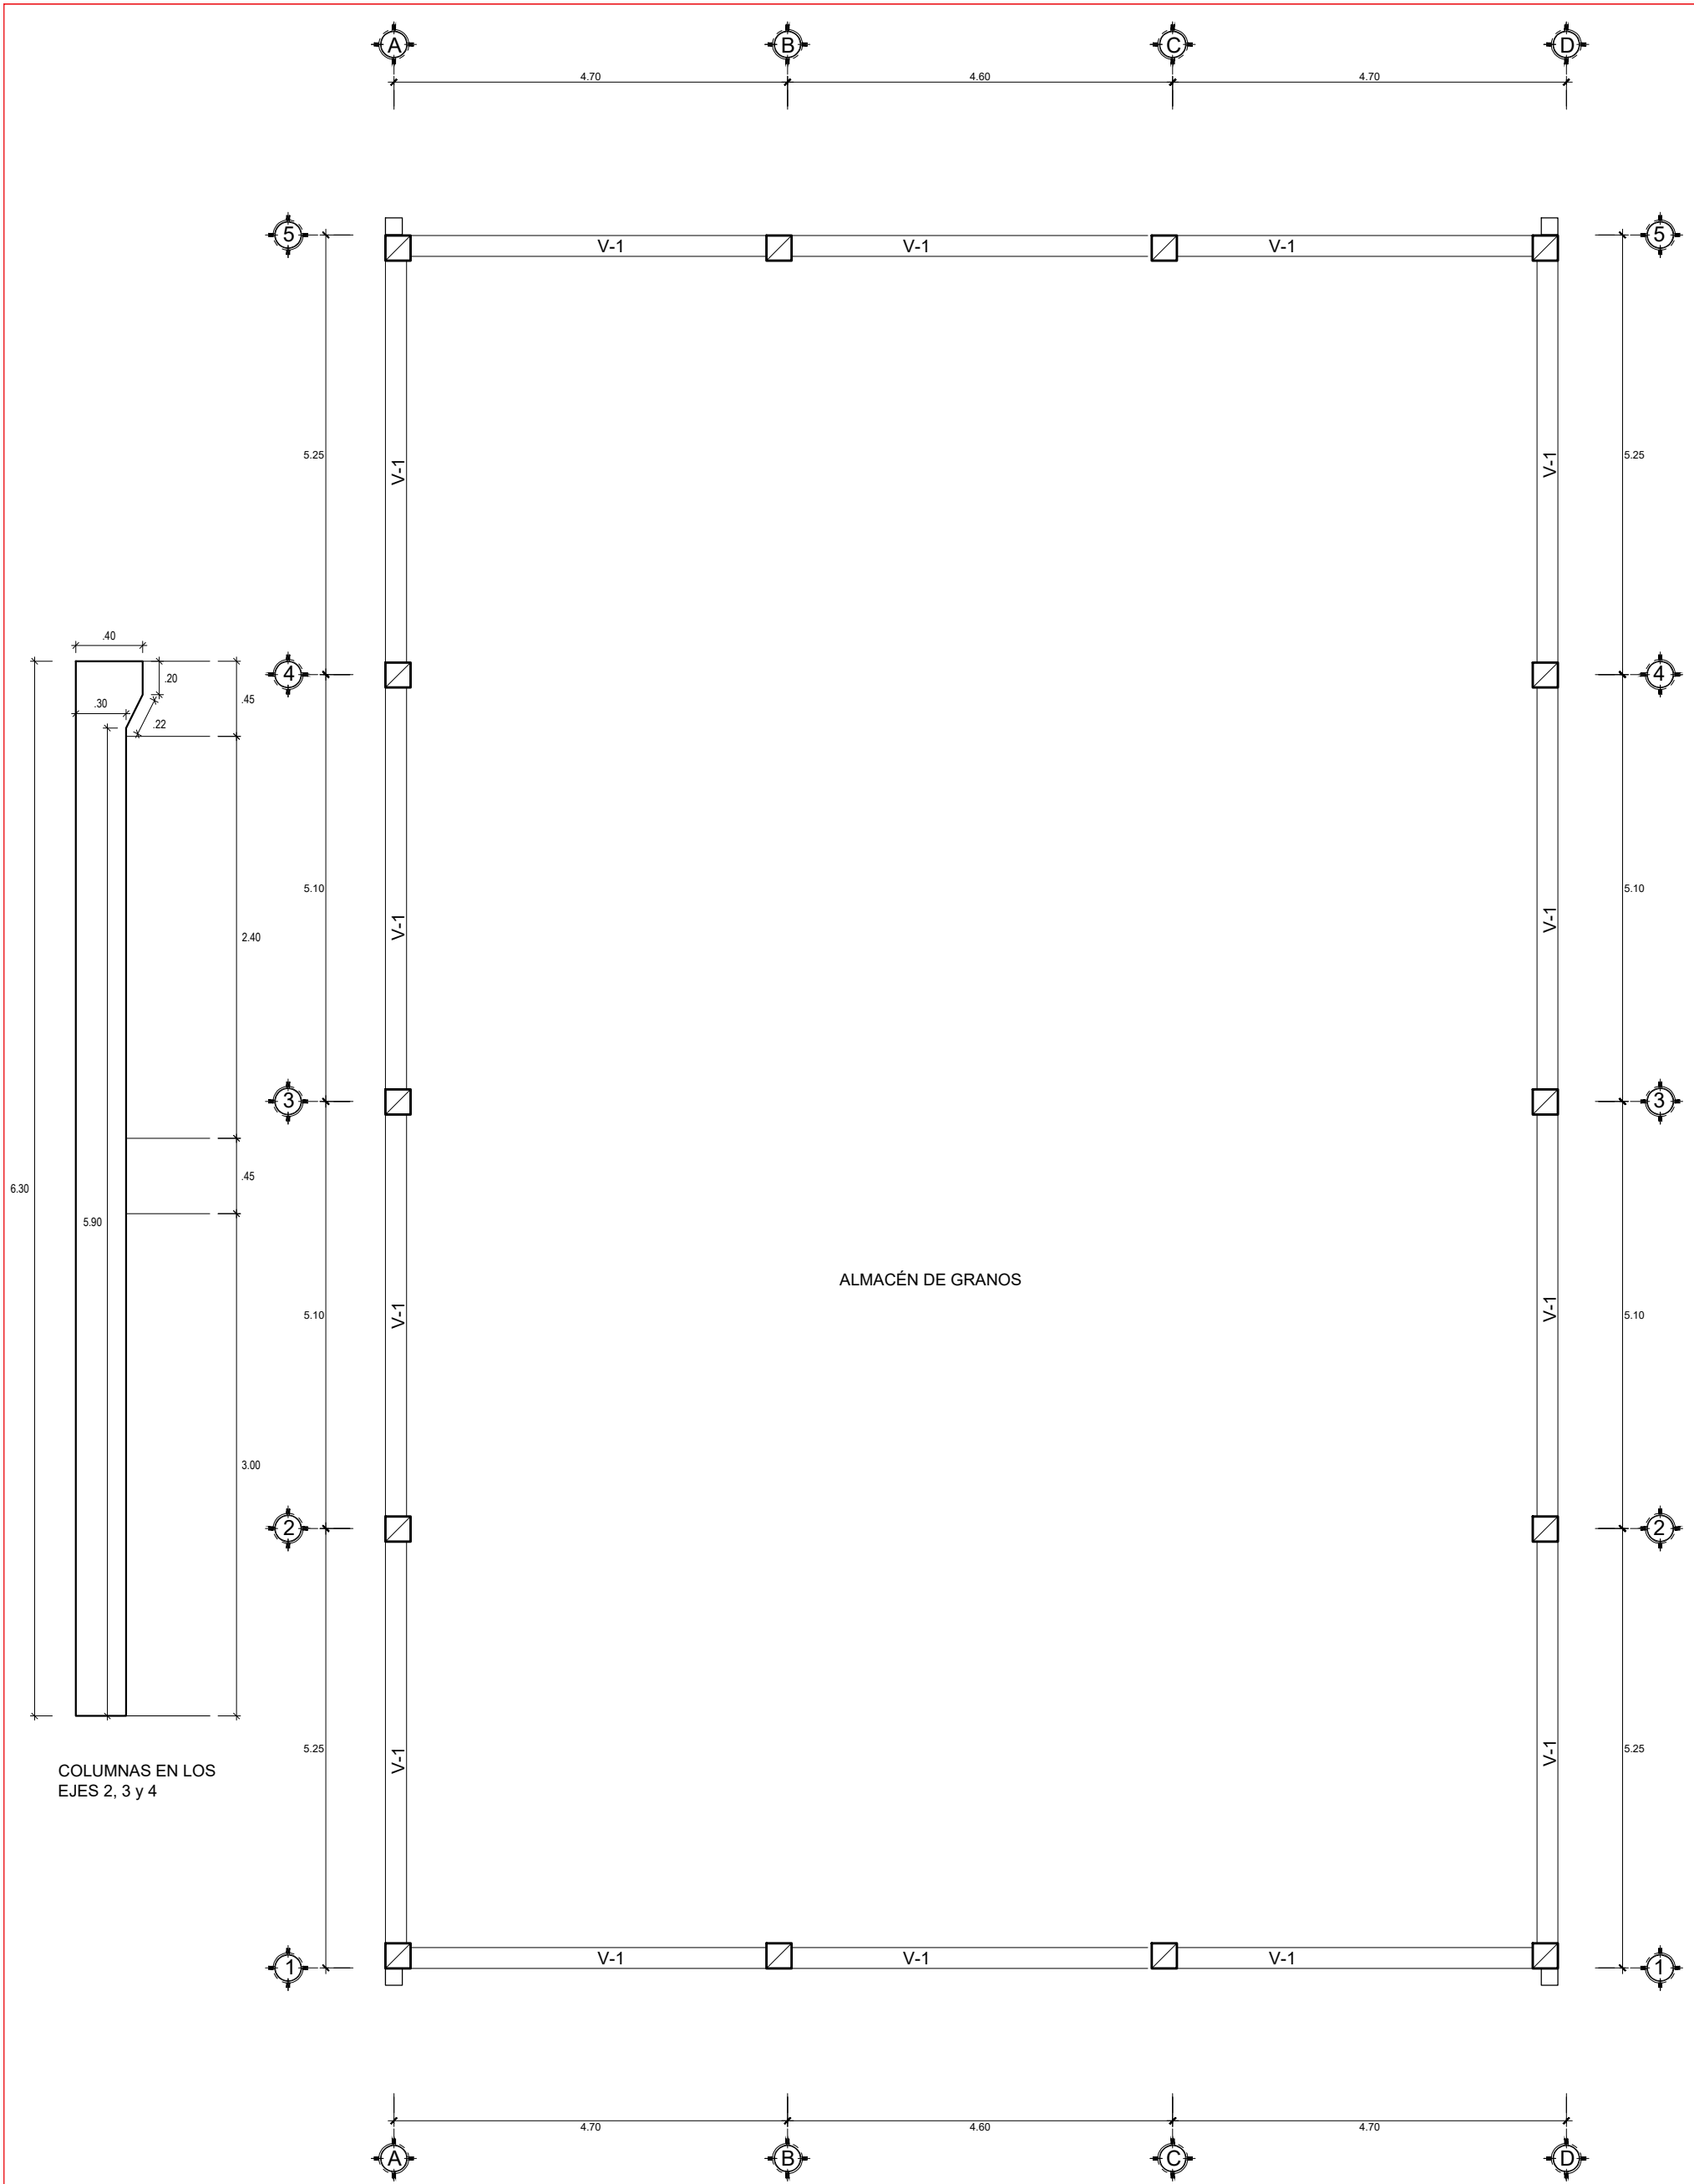 A B C D
4.70 4.60 4.70
5 V-1 V-1 V-1 5
5.25 V-1 V-1 5.25
.40
.20
4 4
.30 .45
.22
5.10 V-1 V-1 5.10
2.40
3 3
.45
6.30
5.90
ALMACÉN DE GRANOS
5.10 V-1 V-1 5.10
3.00
2 2
5.25 V-1 V-1 5.25
COLUMNAS EN LOS
EJES 2, 3 y 4
1 V-1 V-1 V-1 1
4.70 4.60 4.70
A B C D